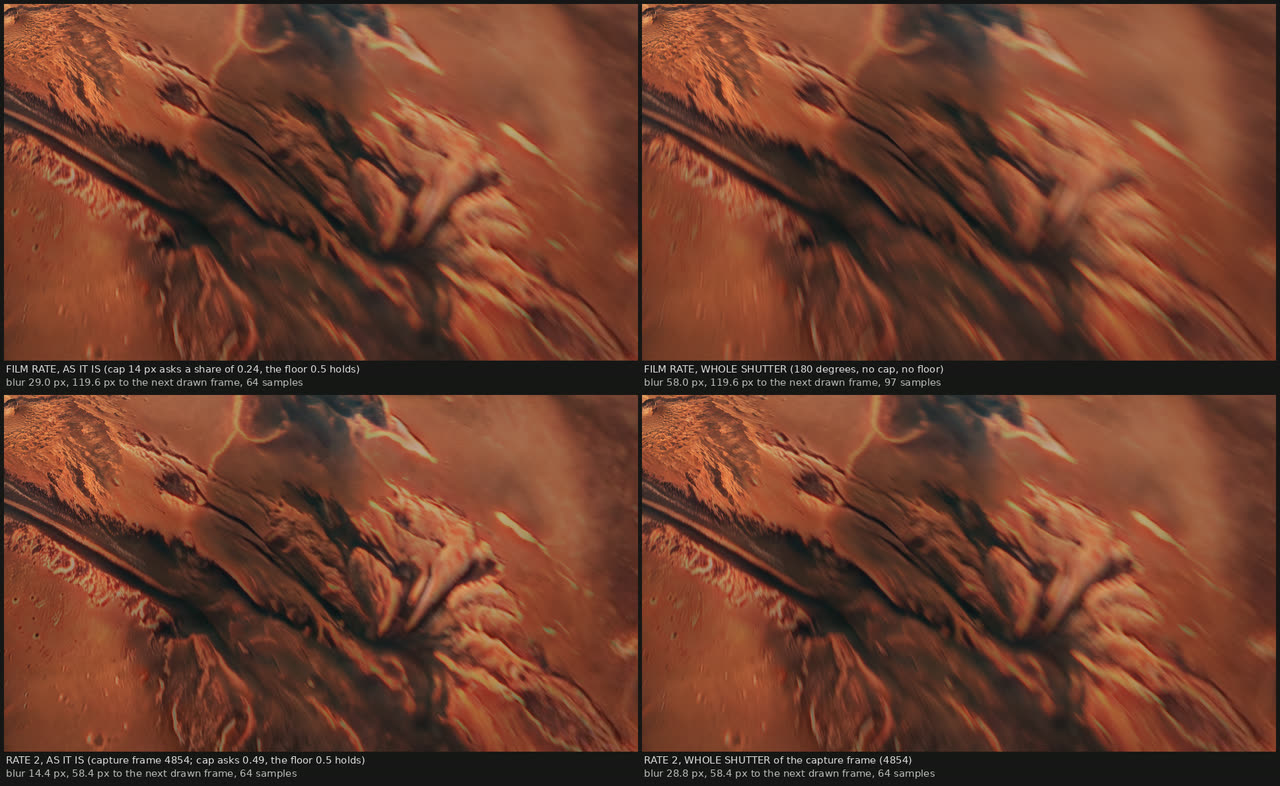 FILM RATE, AS IT IS (cap 14 px asks a share of 0.24, the floor 0.5 holds)
blur 29.0 px, 119.6 px to the next drawn frame, 64 samples
FILM RATE, WHOLE SHUTTER (180 degrees, no cap, no floor)
blur 58.0 px, 119.6 px to the next drawn frame, 97 samples
RATE 2, AS IT IS (capture frame 4854; cap asks 0.49, the floor 0.5 holds)
blur 14.4 px, 58.4 px to the next drawn frame, 64 samples
RATE 2, WHOLE SHUTTER of the capture frame (4854)
blur 28.8 px, 58.4 px to the next drawn frame, 64 samples